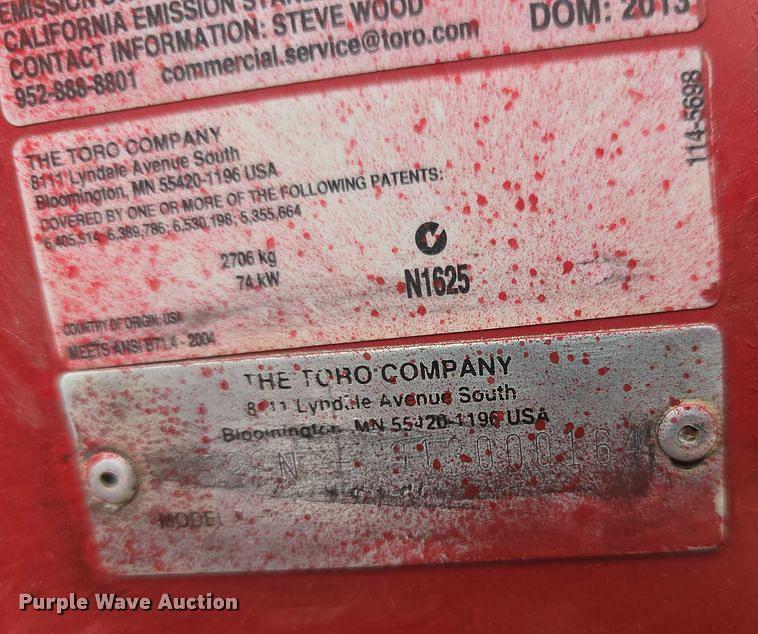 CALIFORNIA EMISSION
CONTACT INFORMATION: STEVE WOOD
DOM: 2013
952-888-8801 commercial.service@toro.com
114-5698
THE TORO COMPANY
8111 Lyndale Avenue South
Bloomington, MN 55420-1196 USA
COVERED BY ONE OR MORE OF THE FOLLOWING PATENTS:
6,405,514; 6,389,786; 6,530,198; 6,355,664
2706 kg
74 kW
N1625
COUNTRY OF ORIGIN: USA
MEETS ANSI B71.4 - 2004
THE TORO COMPANY
8111 Lyndale Avenue South
Bloomington, MN 55420-1196 USA
313000164
MODEL
Purple Wave Auction